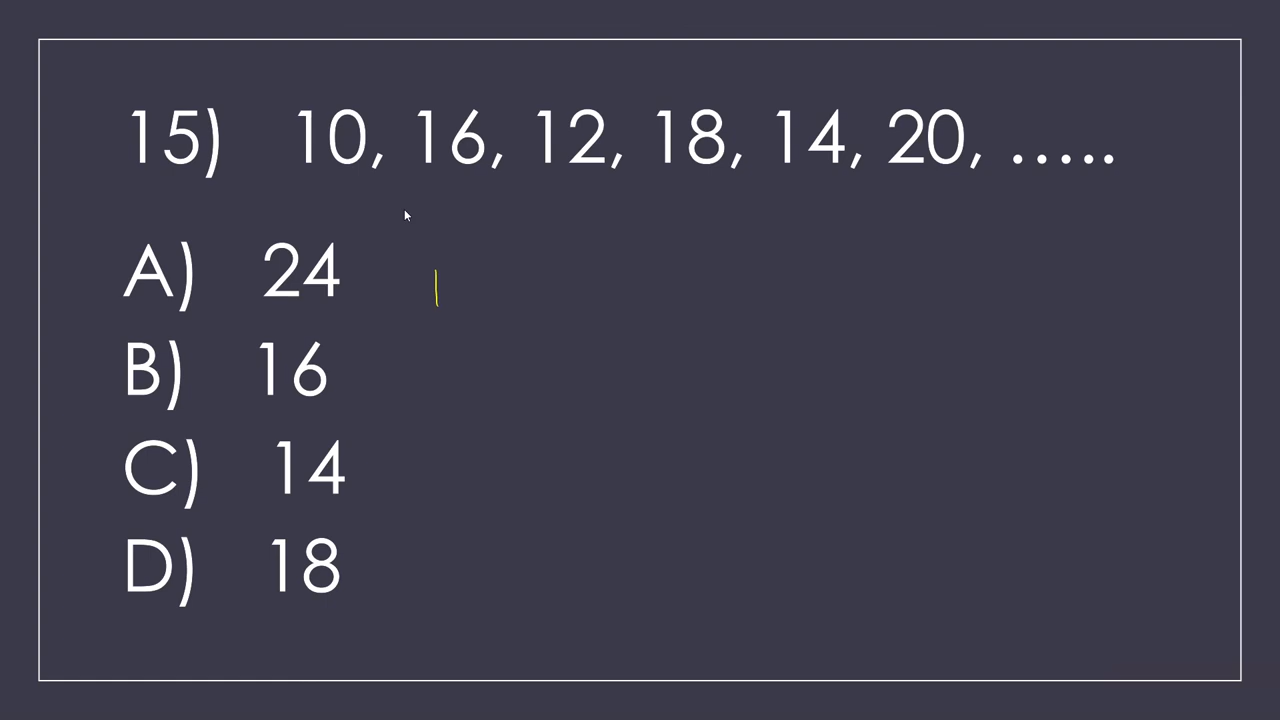 15) 10, 16, 12, 18, 14, 20, .....
A) 24
B) 16
C) 14
D) 18